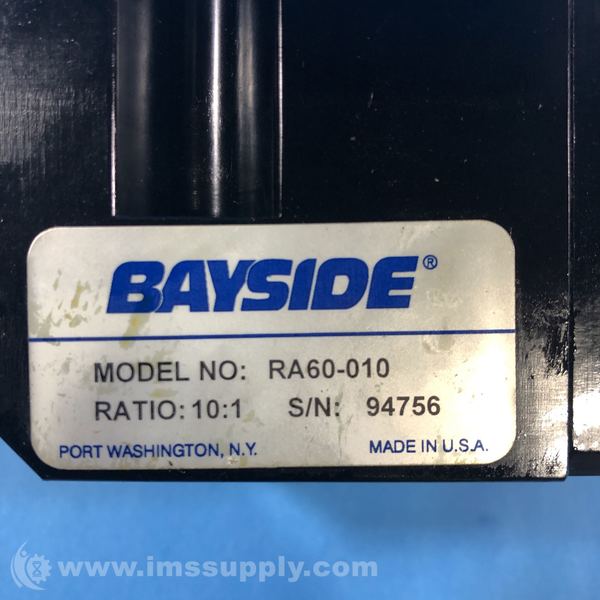 BAYSIDE®
MODEL NO: RA60-010
RATIO: 10:1 S/N: 94756
PORT WASHINGTON, N.Y. MADE IN U.S.A.
www.imssupply.com